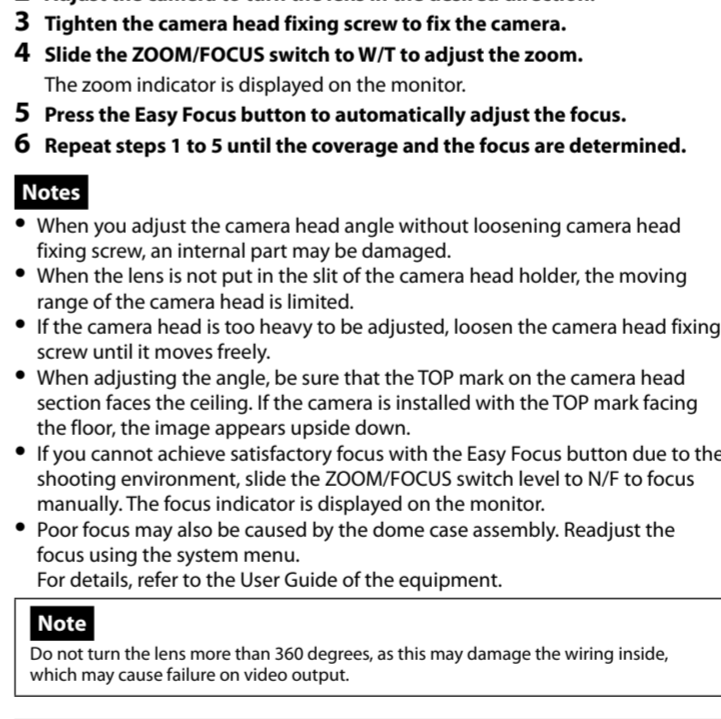 2 Adjust the camera to turn the lens in the desired direction.
3 Tighten the camera head fixing screw to fix the camera.
4 Slide the ZOOM/FOCUS switch to W/T to adjust the zoom.
The zoom indicator is displayed on the monitor.
5 Press the Easy Focus button to automatically adjust the focus.
6 Repeat steps 1 to 5 until the coverage and the focus are determined.
Notes
• When you adjust the camera head angle without loosening camera head
fixing screw, an internal part may be damaged.
• When the lens is not put in the slit of the camera head holder, the moving
range of the camera head is limited.
• If the camera head is too heavy to be adjusted, loosen the camera head fixing
screw until it moves freely.
• When adjusting the angle, be sure that the TOP mark on the camera head
section faces the ceiling. If the camera is installed with the TOP mark facing
the floor, the image appears upside down.
• If you cannot achieve satisfactory focus with the Easy Focus button due to the
shooting environment, slide the ZOOM/FOCUS switch level to N/F to focus
manually. The focus indicator is displayed on the monitor.
• Poor focus may also be caused by the dome case assembly. Readjust the
focus using the system menu.
For details, refer to the User Guide of the equipment.
Note
Do not turn the lens more than 360 degrees, as this may damage the wiring inside,
which may cause failure on video output.